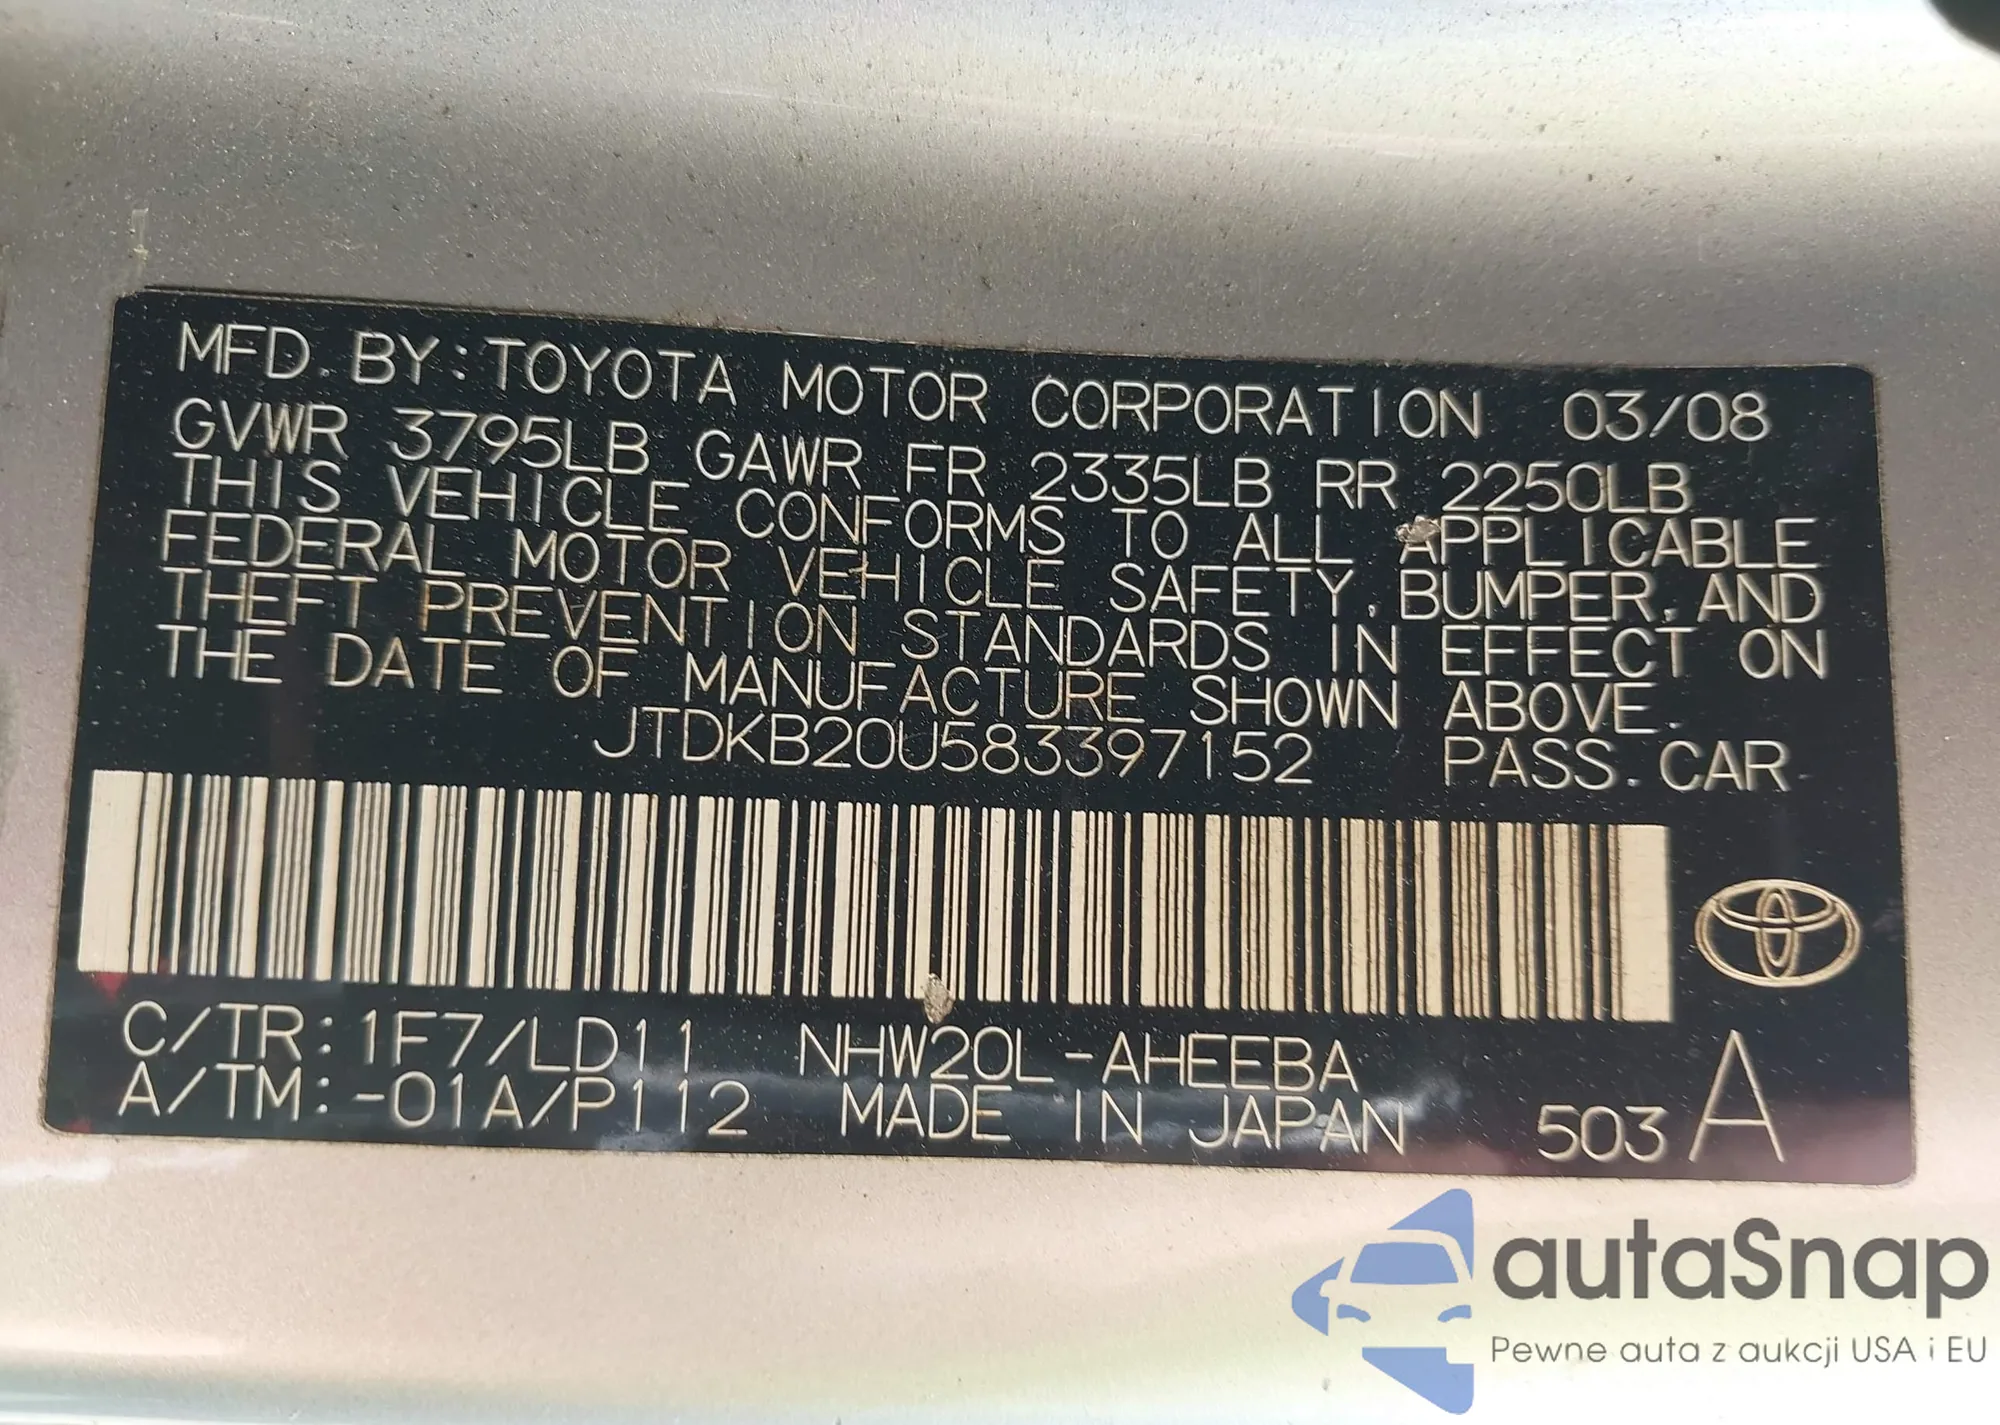 MFD. BY: TOYOTA MOTOR CORPORATION 03/08
GVWR 3795LB GAWR FR 2335LB RR 2250LB
THIS VEHICLE CONFORMS TO ALL APPLICABLE
FEDERAL MOTOR VEHICLE SAFETY, BUMPER, AND
THEFT PREVENTION STANDARDS IN EFFECT ON
THE DATE OF MANUFACTURE SHOWN ABOVE.
JTDKB20U583397152 PASS. CAR
C/TR: 1F7/LD11 NHW20L-AHEEBA
A/TM: -01A/P112 MADE IN JAPAN 503 A
autaSnap
Pewne auta z aukcji USA i EU